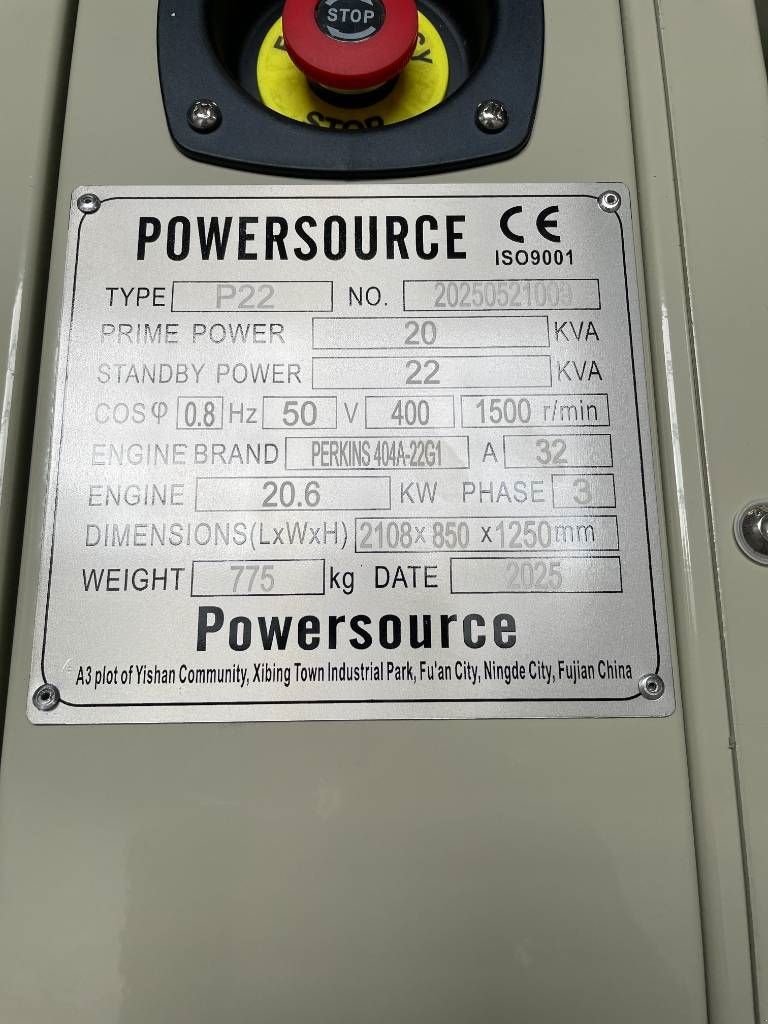 STOP
STOP
POWERSOURCE CE
ISO9001
TYPE P22 NO. 20250521009
PRIME POWER 20 KVA
STANDBY POWER 22 KVA
COSφ 0.8 Hz 50 V 400 1500 r/min
ENGINE BRAND PERKINS 404A-22G1 A 32
ENGINE 20.6 KW PHASE 3
DIMENSIONS(LxWxH) 2108x 850 x1250mm
WEIGHT 775 kg DATE 2025
Powersource
A3 plot of Yishan Community, Xibing Town Industrial Park, Fu'an City, Ningde City, Fujian China